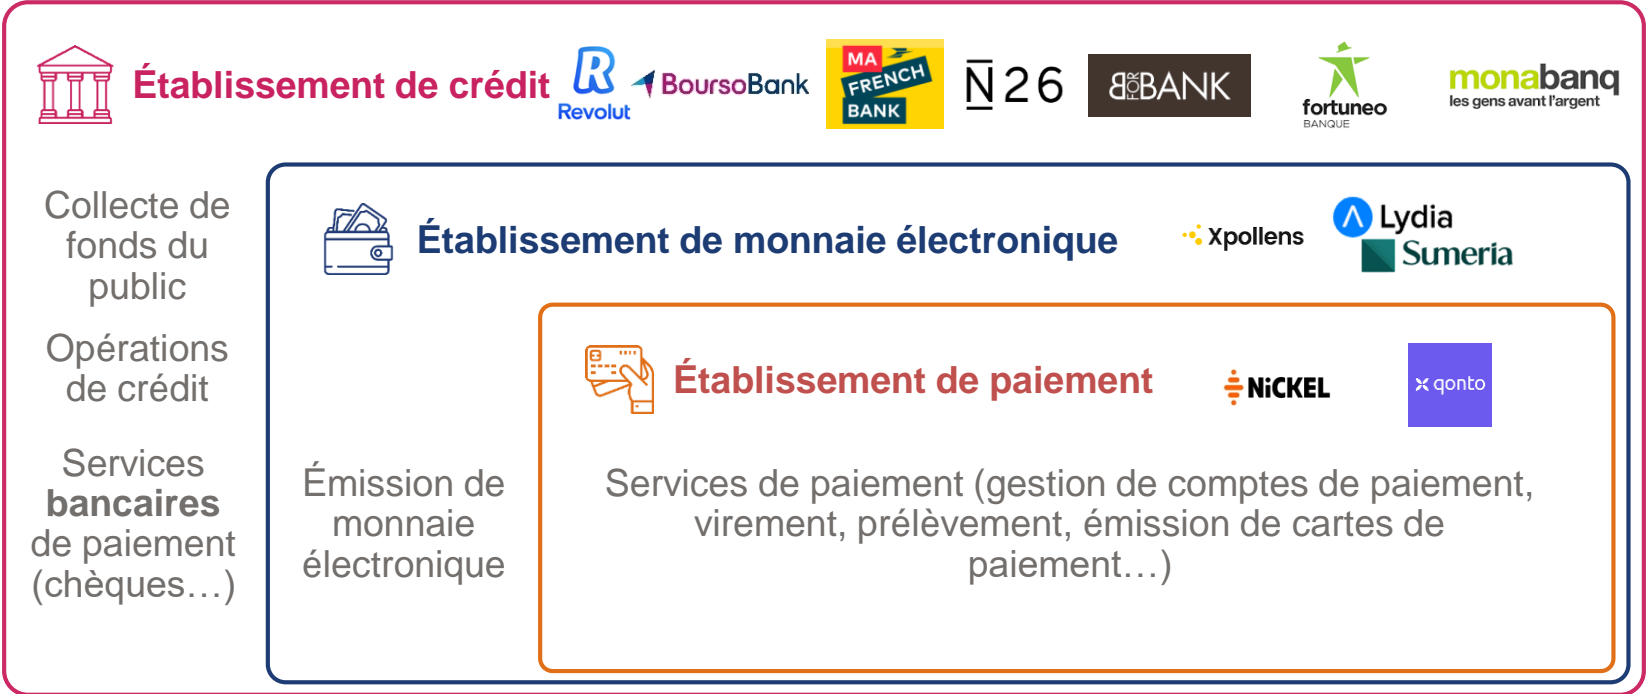 Établissement de crédit
R
Revolut
BoursoBank
MA
FRENCH
BANK
N26
BFORBANK
fortuneo
BANQUE
monabanq
les gens avant l'argent
Collecte de
fonds du
public
Opérations
de crédit
Services
bancaires
de paiement
(chèques…)
Établissement de monnaie électronique
Xpollens
Lydia
Sumeria
Émission de
monnaie
électronique
Établissement de paiement
NiCKEL
qonto
Services de paiement (gestion de comptes de paiement,
virement, prélèvement, émission de cartes de
paiement…)